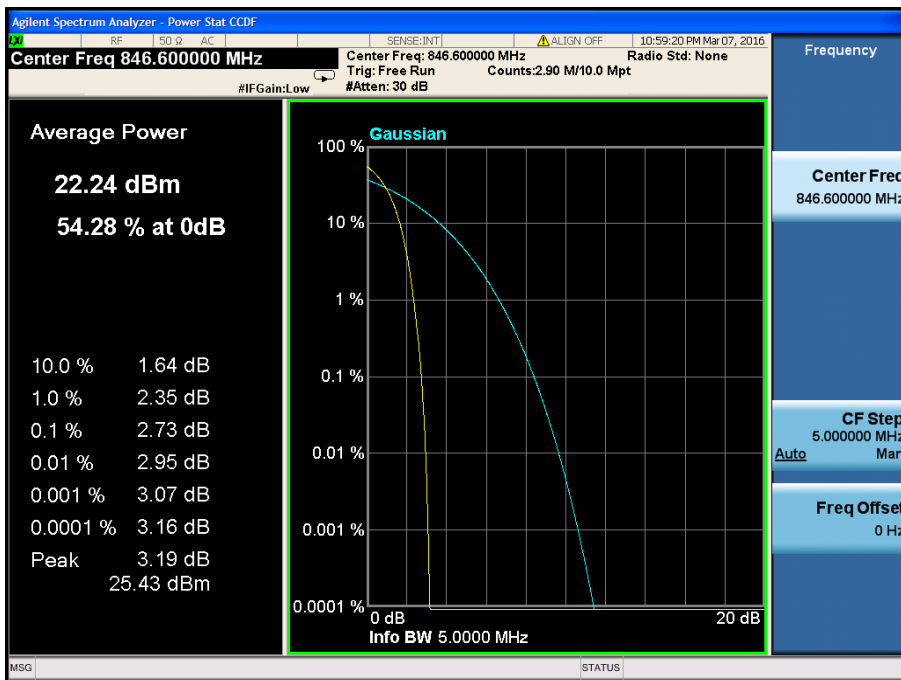 Agilent Spectrum Analyzer - Power Stat CCDF
LXI RF 50 Ω AC SENSE:INT ALIGN OFF 10:59:20 PM Mar 07, 2016
Center Freq 846.600000 MHz
#IFGain:Low
Center Freq: 846.600000 MHz Radio Std: None
Trig: Free Run Counts:2.90 M/10.0 Mpt
#Atten: 30 dB
Average Power
22.24 dBm
54.28 % at 0dB
10.0 % 1.64 dB
1.0 % 2.35 dB
0.1 % 2.73 dB
0.01 % 2.95 dB
0.001 % 3.07 dB
0.0001 % 3.16 dB
Peak 3.19 dB
25.43 dBm
Gaussian
100 %
10 %
1 %
0.1 %
0.01 %
0.001 %
0.0001 %
0 dB 20 dB
Info BW 5.0000 MHz
Frequency
Center Freq
846.600000 MHz
CF Step
5.000000 MHz
Auto Man
Freq Offset
0 Hz
MSG STATUS